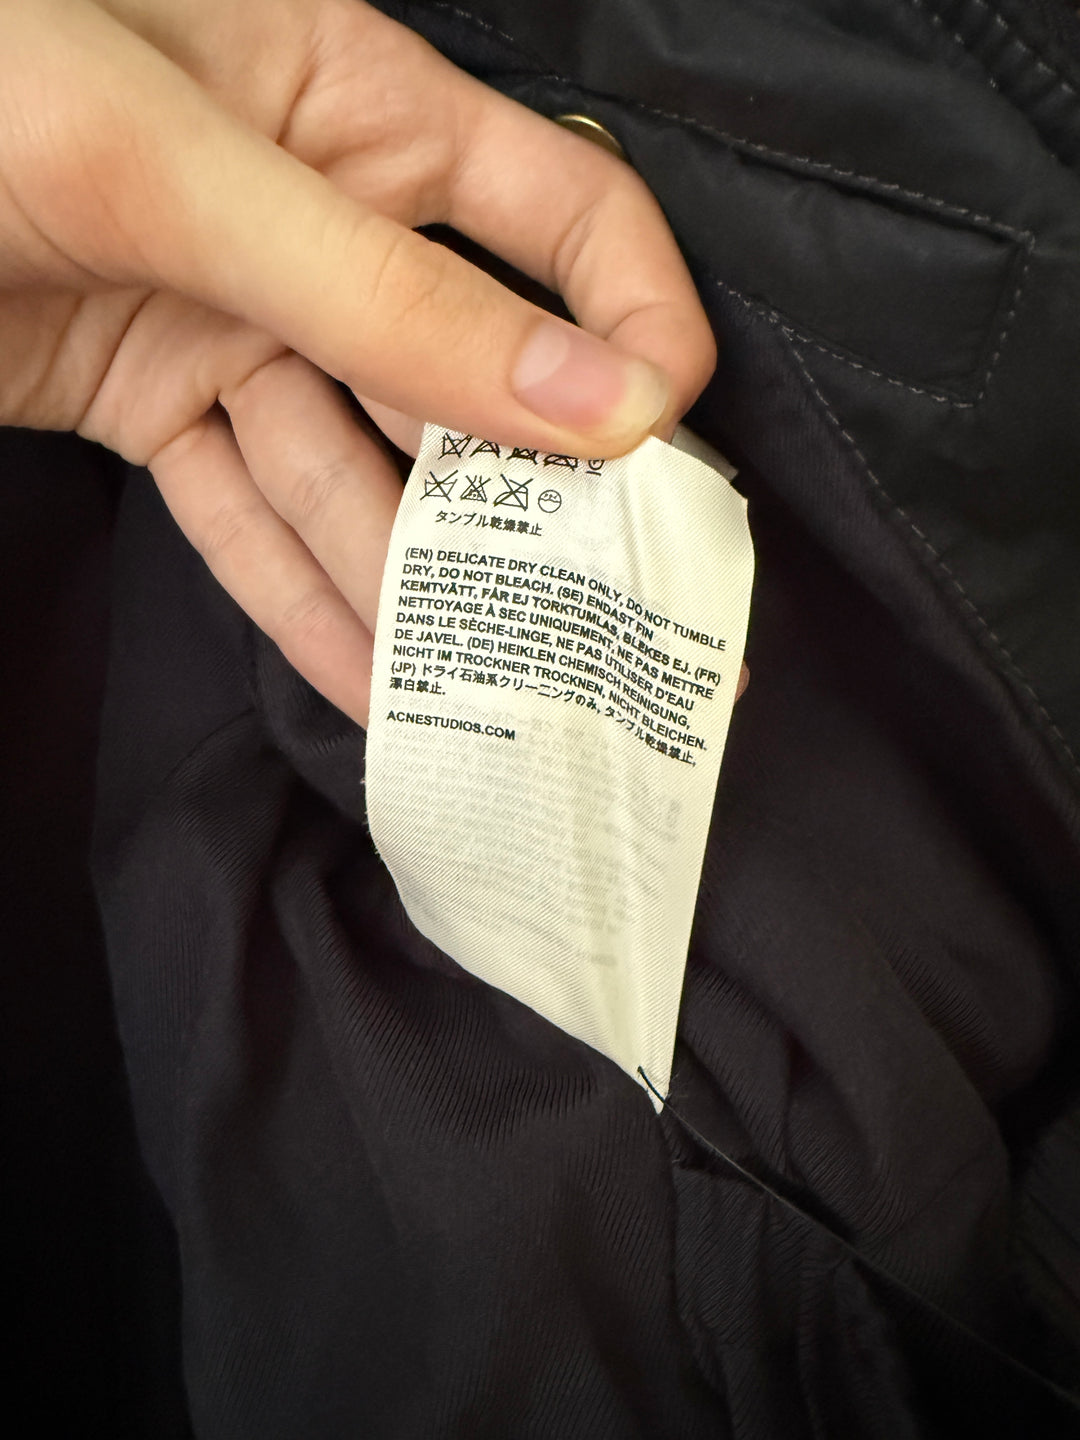 タンブル乾燥禁止
(EN) DELICATE DRY CLEAN ONLY, DO NOT TUMBLE
DRY, DO NOT BLEACH. (SE) ENDAST FIN
KEMTVÄTT, FÅR EJ TORKTUMLAS, BLEKES EJ. (FR)
NETTOYAGE À SEC UNIQUEMENT, NE PAS METTRE
DANS LE SÈCHE-LINGE, NE PAS UTILISER D'EAU
DE JAVEL. (DE) HEIKLEN CHEMISCH REINIGUNG,
NICHT IM TROCKNER TROCKNEN, NICHT BLEICHEN.
(JP) ドライ石油系クリーニングのみ, タンブル乾燥禁止,
漂白禁止.
ACNESTUDIOS.COM